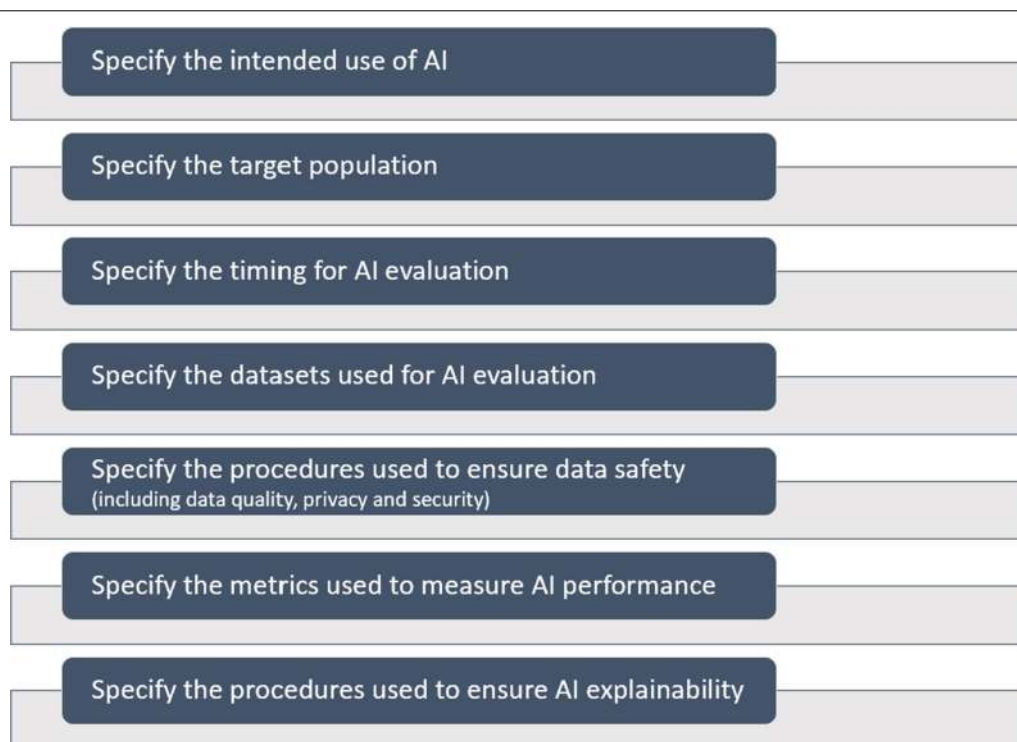 Specify the intended use of AI
Specify the target population
Specify the timing for AI evaluation
Specify the datasets used for AI evaluation
Specify the procedures used to ensure data safety
(including data quality, privacy and security)
Specify the metrics used to measure AI performance
Specify the procedures used to ensure AI explainability